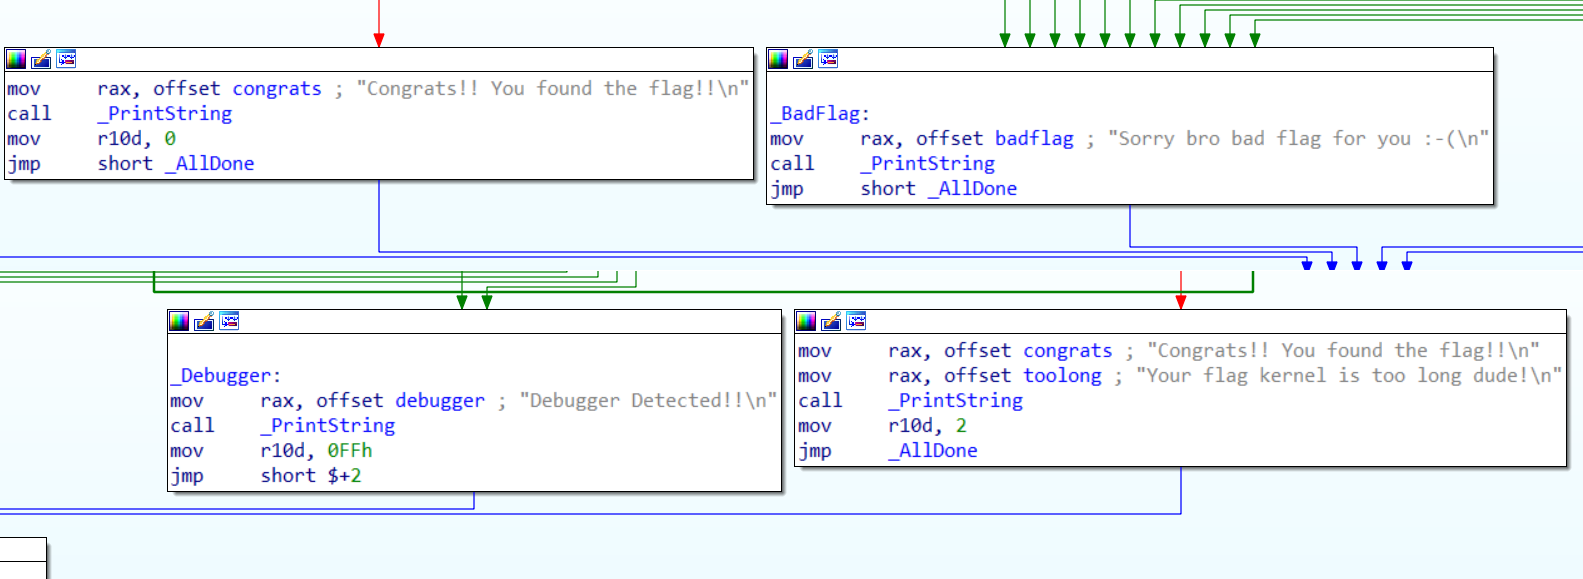 mov rax, offset congrats ; "Congrats!! You found the flag!!\n"
call _PrintString
mov r10d, 0
jmp short _AllDone
_BadFlag:
mov rax, offset badflag ; "Sorry bro bad flag for you :-(\n"
call _PrintString
jmp short _AllDone
_Debugger:
mov rax, offset debugger ; "Debugger Detected!!\n"
call _PrintString
mov r10d, 0FFh
jmp short $+2
mov rax, offset congrats ; "Congrats!! You found the flag!!\n"
mov rax, offset toolong ; "Your flag kernel is too long dude!\n"
call _PrintString
mov r10d, 2
jmp _AllDone